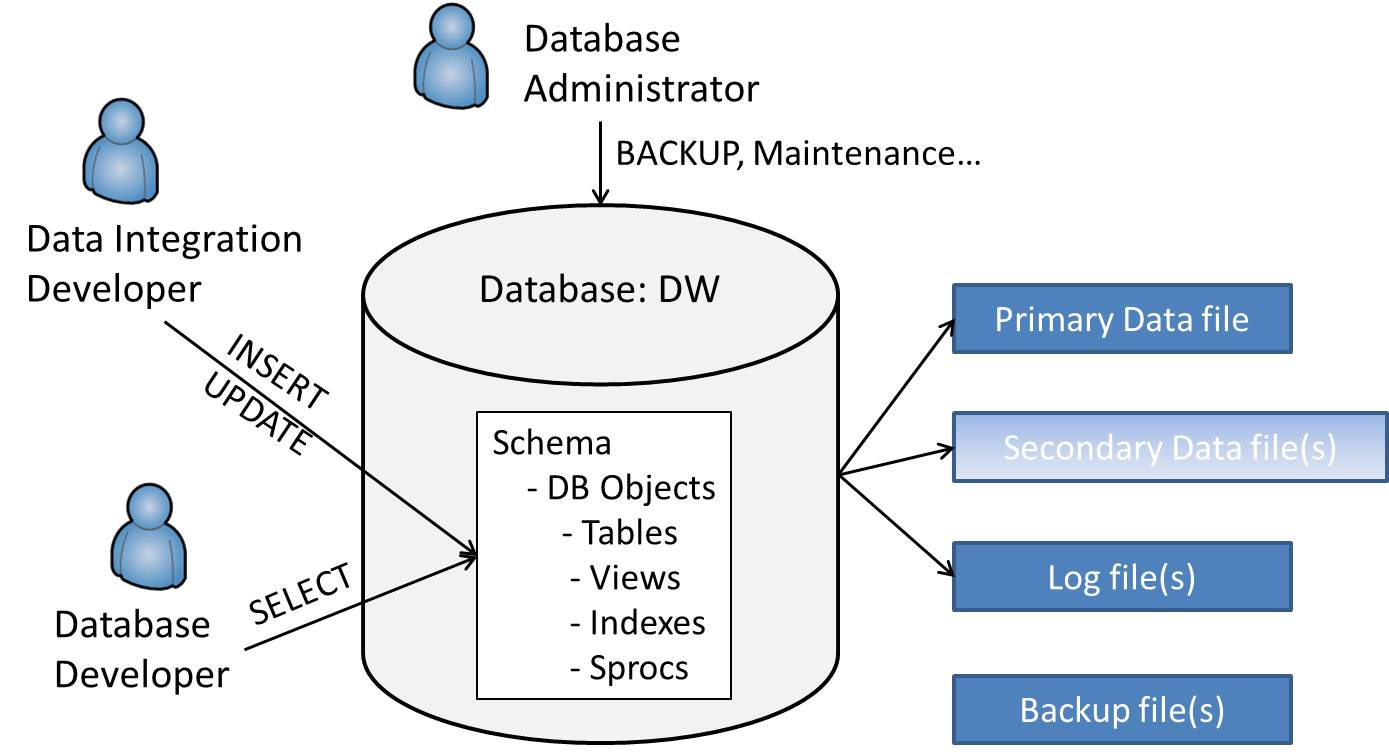 Database
Administrator
BACKUP, Maintenance...
Data Integration
Developer
INSERT
UPDATE
Database: DW
Schema
- DB Objects
- Tables
- Views
- Indexes
- Sprocs
Database
Developer
SELECT
Primary Data file
Secondary Data file(s)
Log file(s)
Backup file(s)